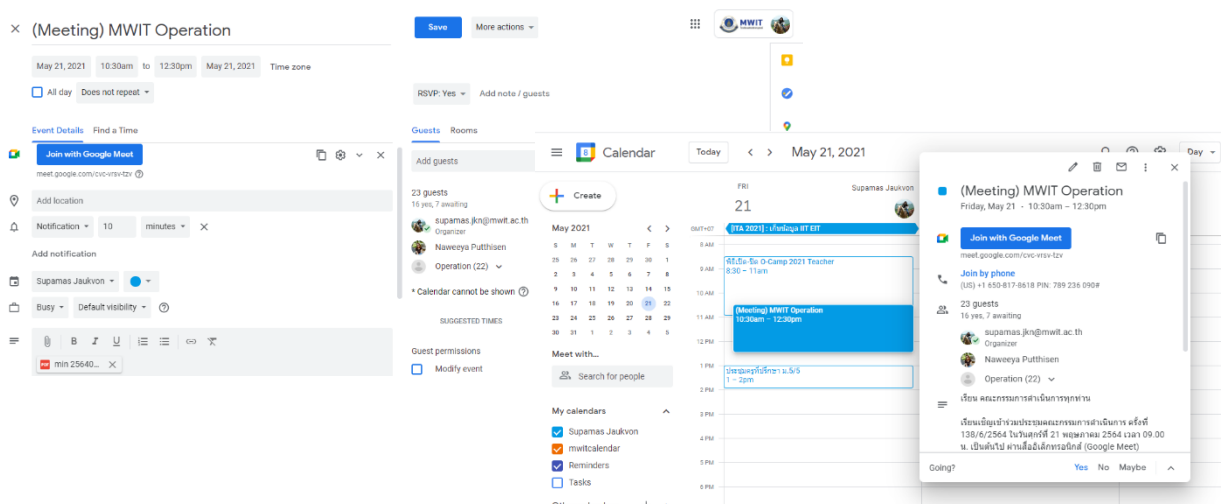 (Meeting) MWIT Operation
Save
More actions
MWIT
May 21, 2021 10:30am to 12:30pm May 21, 2021 Time zone
All day Does not repeat
RSVP: Yes Add note / guests
Event Details Find a Time
Guests Rooms
Join with Google Meet
meet.google.com/cvc-vrsv-tzv
Add guests
Add location
23 guests
16 yes, 7 awaiting
Notification 10 minutes
supamas.jkn@mwit.ac.th
Organizer
Add notification
Naweeya Putthisen
Supamas Jaukvon
Operation (22)
Busy Default visibility
* Calendar cannot be shown
SUGGESTED TIMES
B I U
min 25640...
Guest permissions
Modify event
8 Calendar
Today
May 21, 2021
Day
Create
May 2021
S M T W T F S
25 26 27 28 29 30 1
2 3 4 5 6 7 8
9 10 11 12 13 14 15
16 17 18 19 20 21 22
23 24 25 26 27 28 29
30 31 1 2 3 4 5
Meet with...
Search for people
My calendars
Supamas Jaukvon
mwitcalendar
Reminders
Tasks
FRI
21
Supamas Jaukvon
GMT+07
[ITA 2021] : เก็บข้อมูล IIT EIT
8 AM
9 AM
พิธีเปิด-ปิด O-Camp 2021 Teacher
8:30 – 11am
10 AM
11 AM
(Meeting) MWIT Operation
10:30am – 12:30pm
12 PM
1 PM
ประชุมครูที่ปรึกษา ม.5/5
1 – 2pm
2 PM
3 PM
4 PM
5 PM
6 PM
(Meeting) MWIT Operation
Friday, May 21 · 10:30am – 12:30pm
Join with Google Meet
meet.google.com/cvc-vrsv-tzv
Join by phone
(US) +1 650-817-8618 PIN: 789 236 090#
23 guests
16 yes, 7 awaiting
supamas.jkn@mwit.ac.th
Organizer
Naweeya Putthisen
Operation (22)
เรียน คณะกรรมการดำเนินการทุกท่าน
เรียนเชิญเข้าร่วมประชุมคณะกรรมการดำเนินการ ครั้งที่
138/6/2564 ในวันศุกร์ที่ 21 พฤษภาคม 2564 เวลา 09.00
น. เป็นต้นไป ผ่านสื่ออิเล็กทรอนิกส์ (Google Meet)
Going?
Yes No Maybe